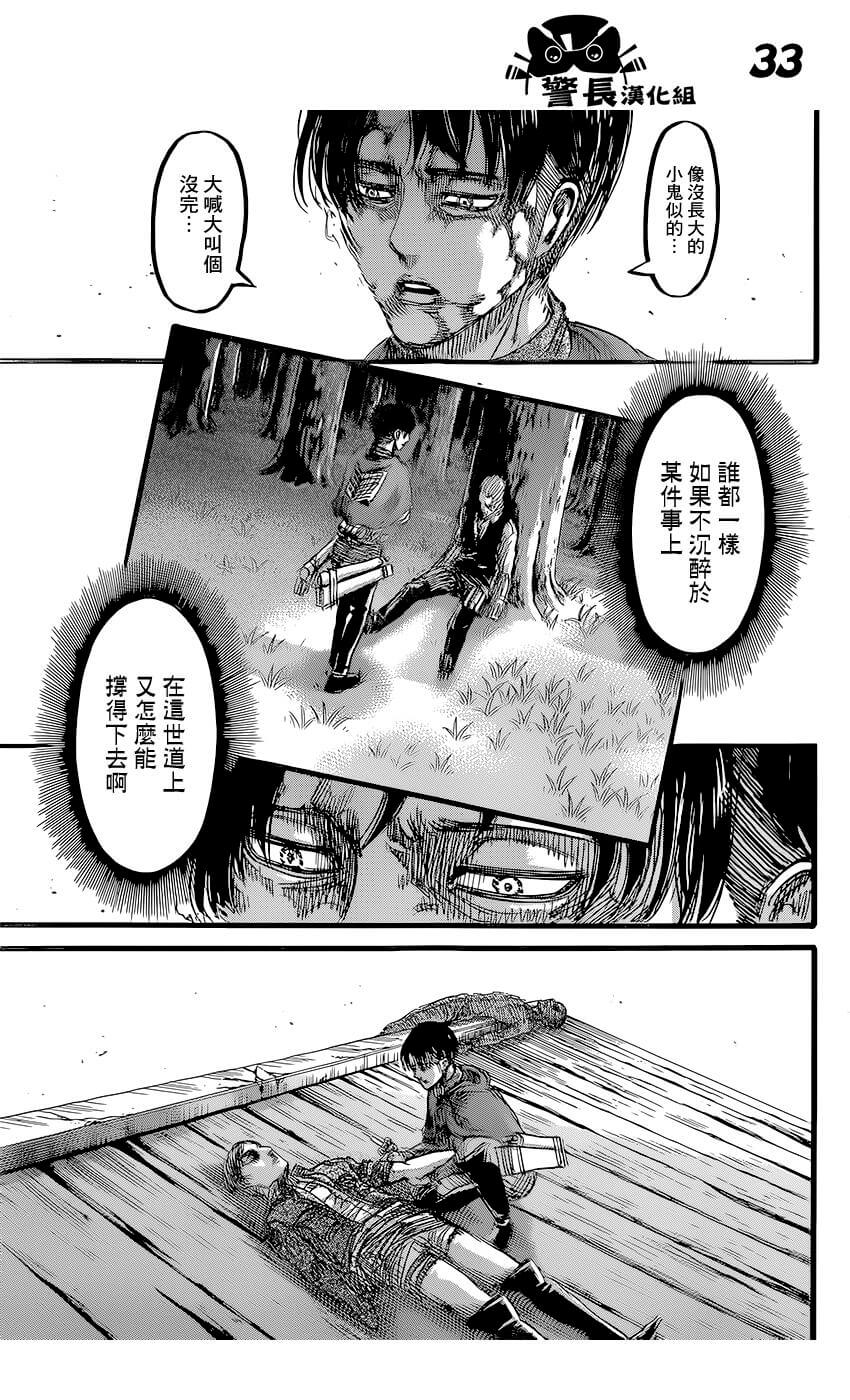 警長漢化組
33
像沒長大的
小鬼似的…
大喊大叫個
沒完…
誰都一樣
如果不沉醉於
某件事上
在這世道上
又怎麼能
撐得下去啊